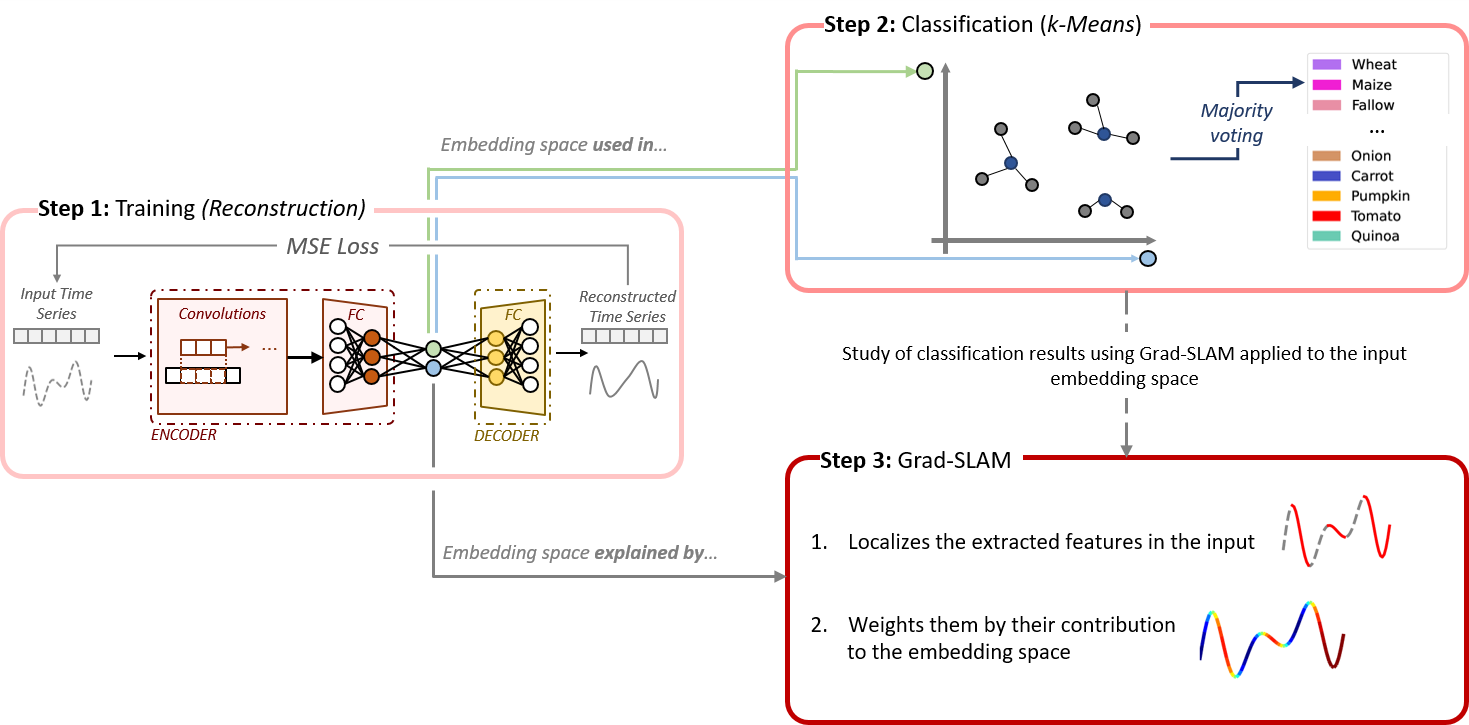 Step 1: Training (Reconstruction)
MSE Loss
Input Time
Series
Convolutions
...
FC
ENCODER
FC
DECODER
Reconstructed
Time Series
Embedding space used in...
Step 2: Classification (k-Means)
Majority
voting
Wheat
Maize
Fallow
...
Onion
Carrot
Pumpkin
Tomato
Quinoa
Study of classification results using Grad-SLAM applied to the input
embedding space
Embedding space explained by...
Step 3: Grad-SLAM
1. Localizes the extracted features in the input
2. Weights them by their contribution
to the embedding space